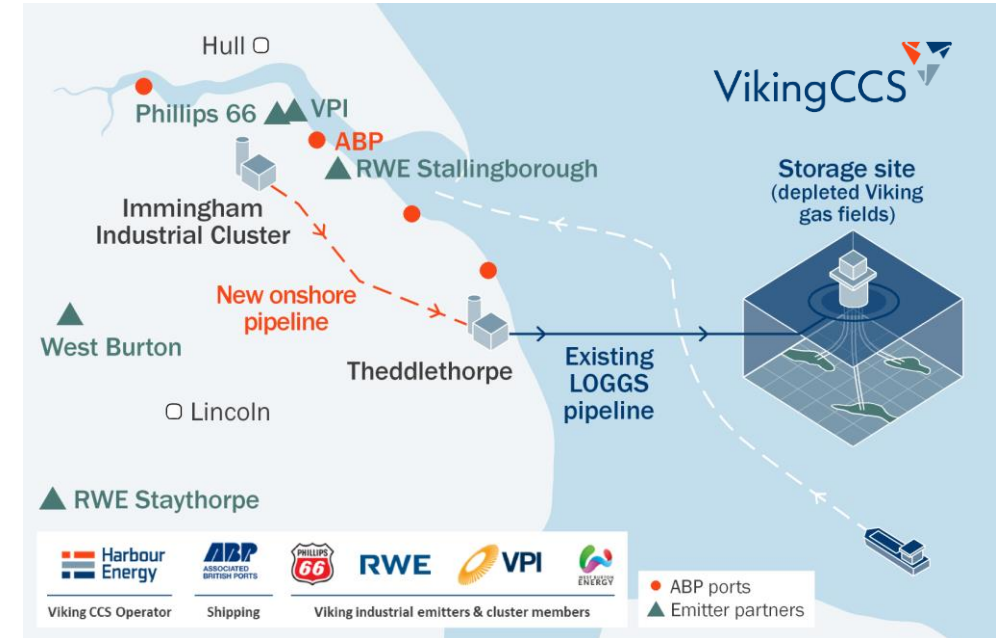 Hull
VikingCCS
Phillips 66
VPI
ABP
RWE Stallingborough
Storage site
(depleted Viking
gas fields)
Immingham
Industrial Cluster
New onshore
pipeline
West Burton
Theddlethorpe
Existing
LOGGS
pipeline
Lincoln
RWE Staythorpe
Harbour
Energy
ABP
ASSOCIATED
BRITISH PORTS
PHILLIPS
66
RWE
VPI
WEST BURTON
ENERGY
Viking CCS Operator
Shipping
Viking industrial emitters & cluster members
ABP ports
Emitter partners